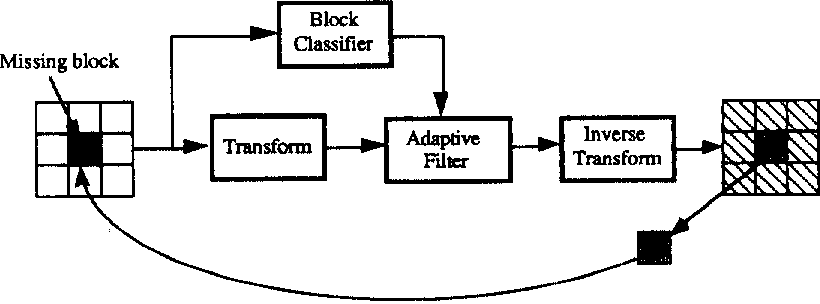 Block
Classifier
Missing block
Transform
Adaptive
Filter
Inverse
Transform